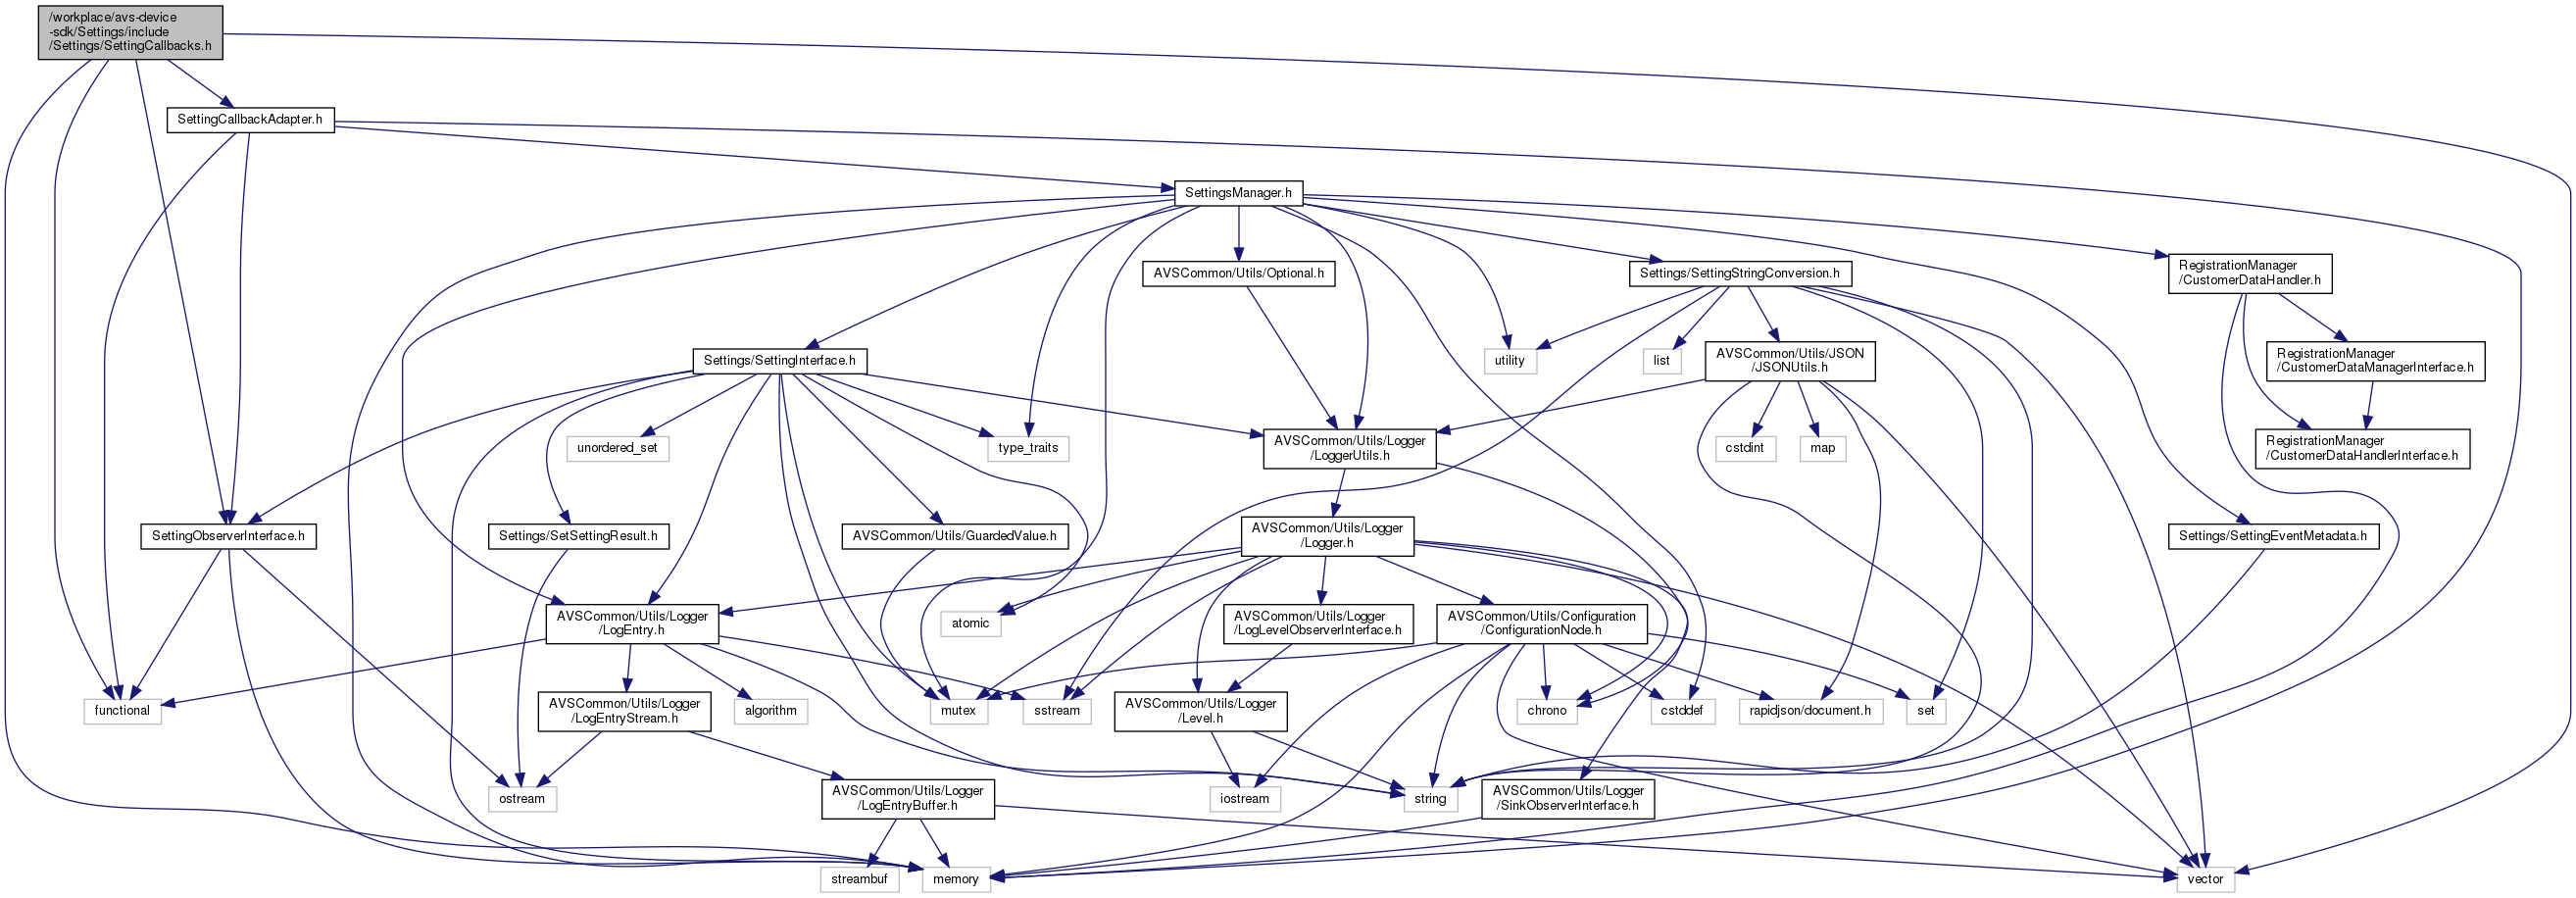 /workplace/avs-device
-sdk/Settings/include
/Settings/SettingCallbacks.h
SettingCallbackAdapter.h
SettingsManager.h
AVSCommon/Utils/Optional.h
Settings/SettingStringConversion.h
RegistrationManager
/CustomerDataHandler.h
Settings/SettingInterface.h
utility
list
AVSCommon/Utils/JSON
/JSONUtils.h
RegistrationManager
/CustomerDataManagerInterface.h
unordered_set
type_traits
AVSCommon/Utils/Logger
/LoggerUtils.h
cstdint
map
RegistrationManager
/CustomerDataHandlerInterface.h
SettingObserverInterface.h
Settings/SetSettingResult.h
AVSCommon/Utils/GuardedValue.h
AVSCommon/Utils/Logger
/Logger.h
Settings/SettingEventMetadata.h
AVSCommon/Utils/Logger
/LogEntry.h
atomic
AVSCommon/Utils/Logger
/LogLevelObserverInterface.h
AVSCommon/Utils/Configuration
/ConfigurationNode.h
functional
AVSCommon/Utils/Logger
/LogEntryStream.h
algorithm
mutex
sstream
AVSCommon/Utils/Logger
/Level.h
chrono
cstddef
rapidjson/document.h
set
ostream
AVSCommon/Utils/Logger
/LogEntryBuffer.h
iostream
string
AVSCommon/Utils/Logger
/SinkObserverInterface.h
streambuf
memory
vector